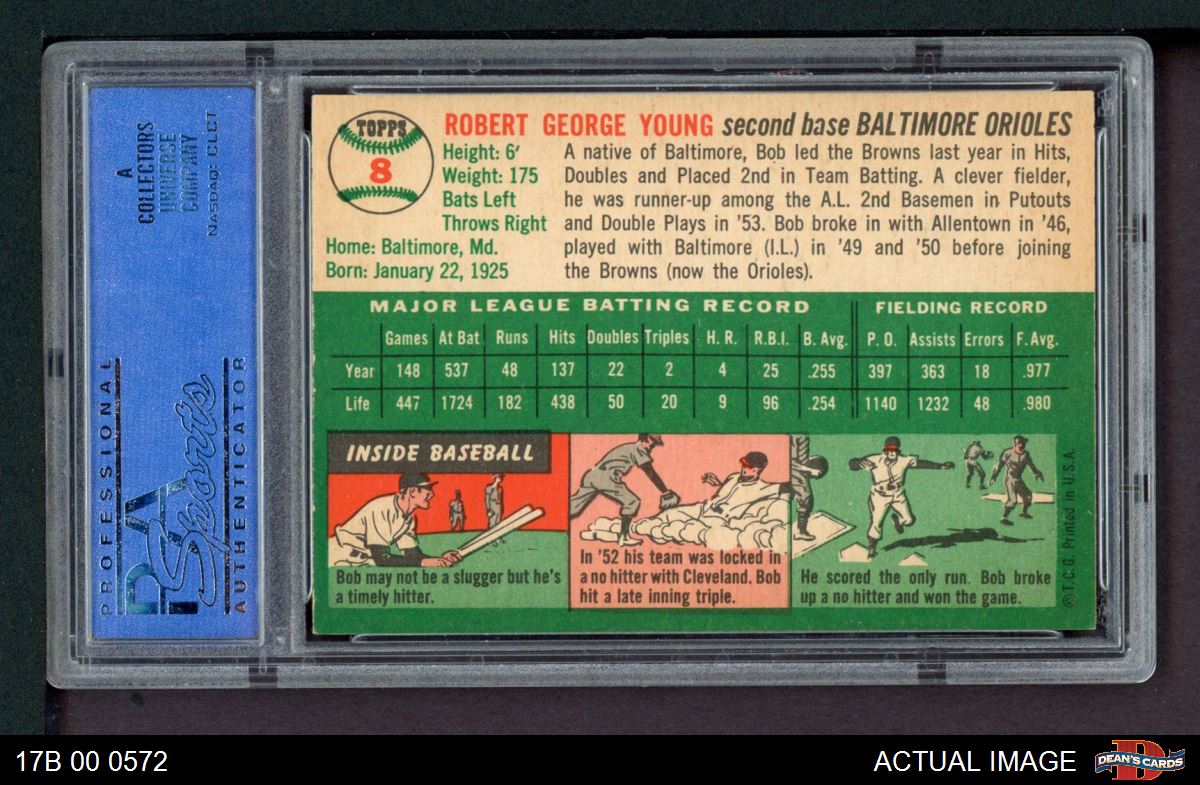 A
COLLECTORS
UNIVERSE
COMPANY
NASDAQ: CLCT
PROFESSIONAL
PSA
Sports
AUTHENTICATOR
TOPPS
8
ROBERT GEORGE YOUNG second base BALTIMORE ORIOLES
Height: 6'
Weight: 175
Bats Left
Throws Right
Home: Baltimore, Md.
Born: January 22, 1925
A native of Baltimore, Bob led the Browns last year in Hits,
Doubles and Placed 2nd in Team Batting. A clever fielder,
he was runner-up among the A.L. 2nd Basemen in Putouts
and Double Plays in '53. Bob broke in with Allentown in '46,
played with Baltimore (I.L.) in '49 and '50 before joining
the Browns (now the Orioles).
MAJOR LEAGUE BATTING RECORD FIELDING RECORD
Games At Bat Runs Hits Doubles Triples H. R. R.B.I. B. Avg. P. O. Assists Errors F. Avg.
Year 148 537 48 137 22 2 4 25 .255 397 363 18 .977
Life 447 1724 182 438 50 20 9 96 .254 1140 1232 48 .980
INSIDE BASEBALL
Bob may not be a slugger but he's
a timely hitter.
In '52 his team was locked in
a no hitter with Cleveland. Bob
hit a late inning triple.
He scored the only run. Bob broke
up a no hitter and won the game.
© T.C.G. Printed in U.S.A.
17B 00 0572
ACTUAL IMAGE
DEAN'S CARDS